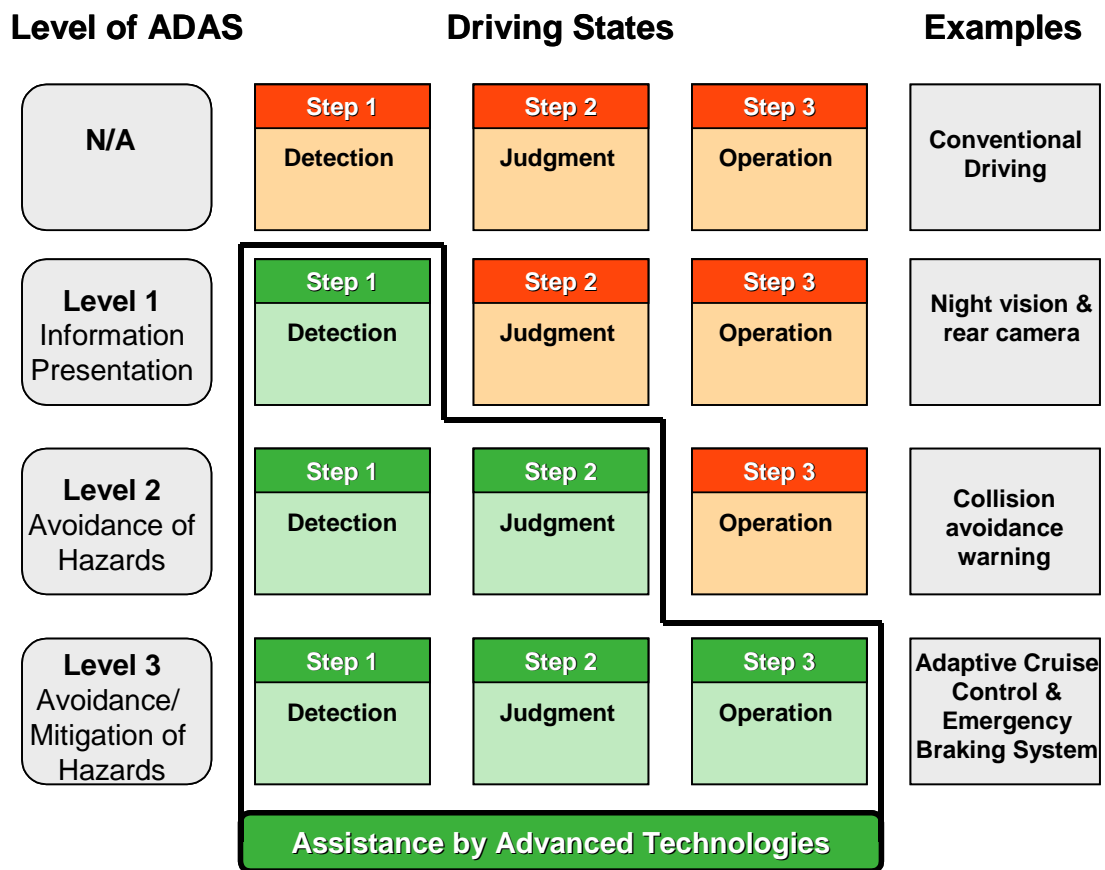 Level of ADAS
Driving States
Examples
N/A
Step 1
Detection
Step 2
Judgment
Step 3
Operation
Conventional
Driving
Level 1
Information
Presentation
Step 1
Detection
Step 2
Judgment
Step 3
Operation
Night vision &
rear camera
Level 2
Avoidance of
Hazards
Step 1
Detection
Step 2
Judgment
Step 3
Operation
Collision
avoidance
warning
Level 3
Avoidance/
Mitigation of
Hazards
Step 1
Detection
Step 2
Judgment
Step 3
Operation
Adaptive Cruise
Control &
Emergency
Braking System
Assistance by Advanced Technologies